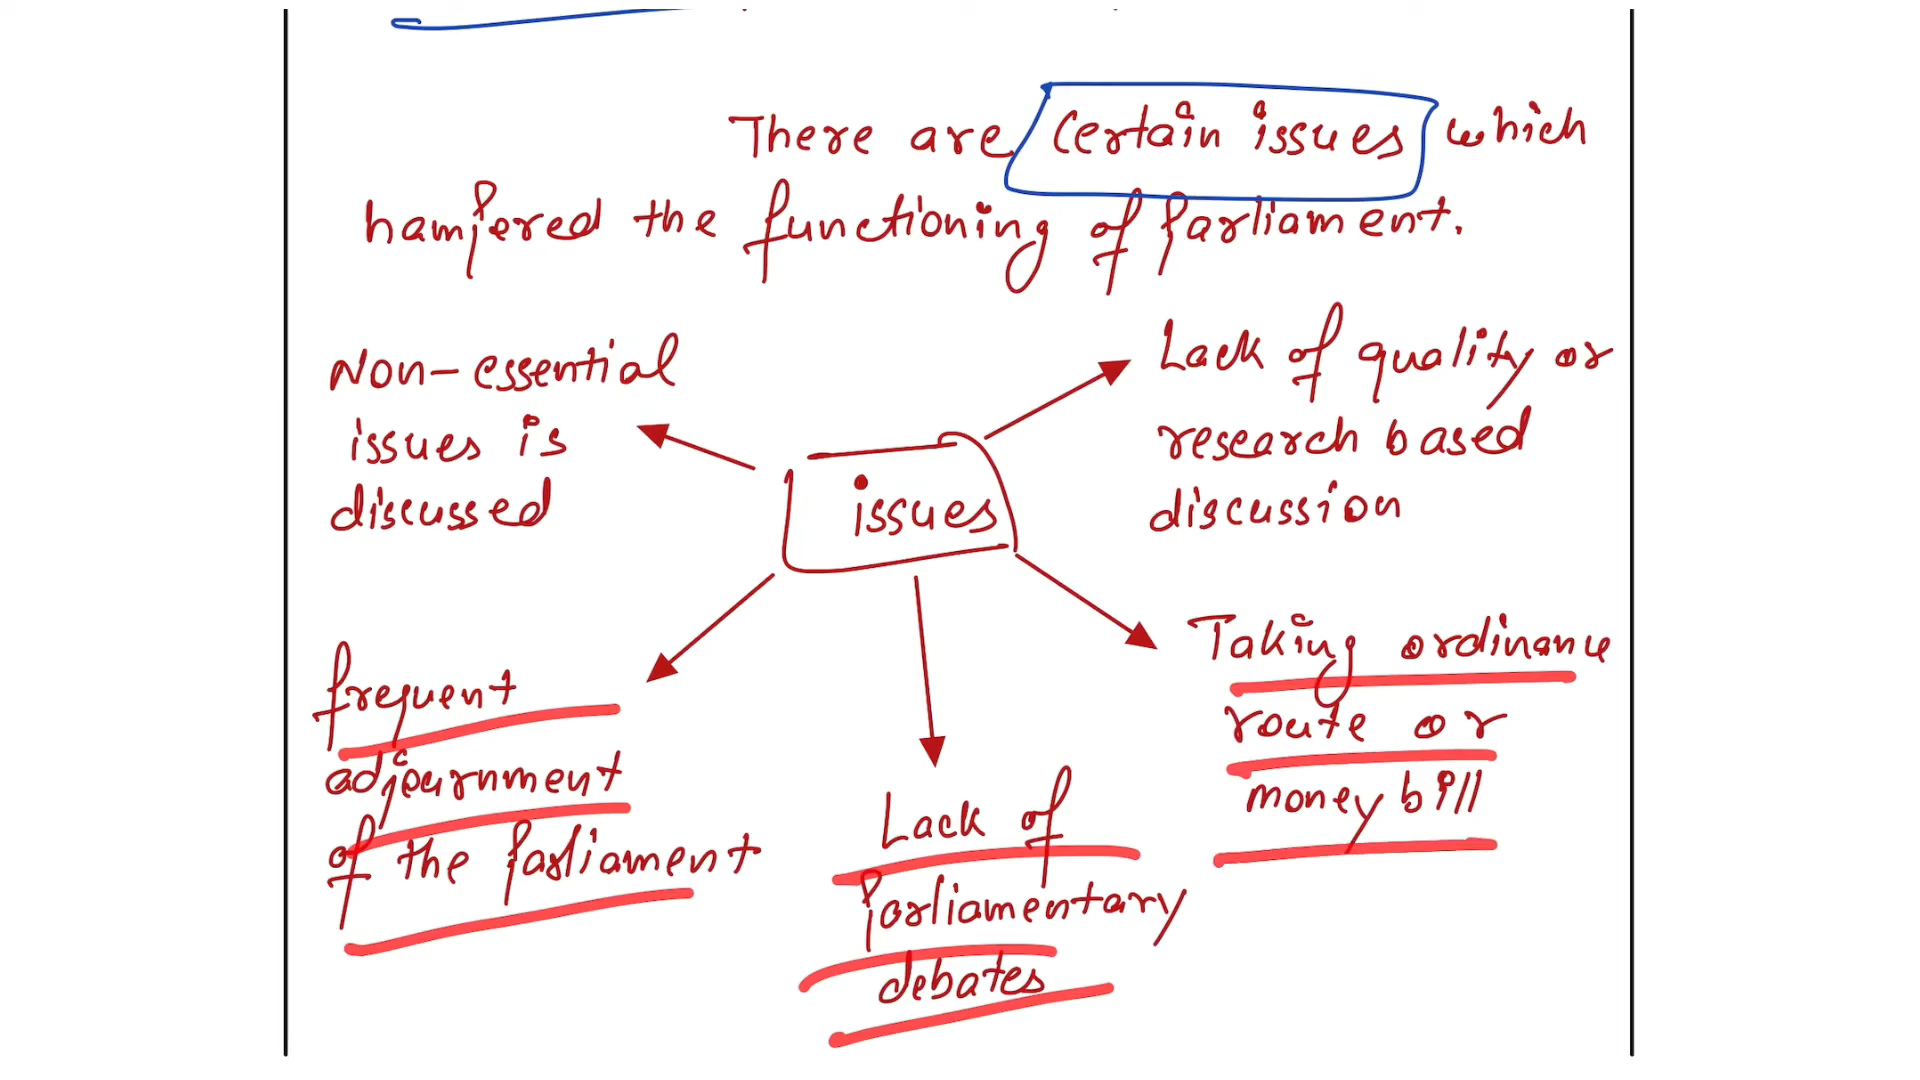 There are certain issues which
hampered the functioning of Parliament.
Non-essential
issues is
discussed
Lack of quality or
research based
discussion
issues
frequent
adjournment
of the Parliament
Lack of
Parliamentary
debates
Taking ordinance
route or
money bill